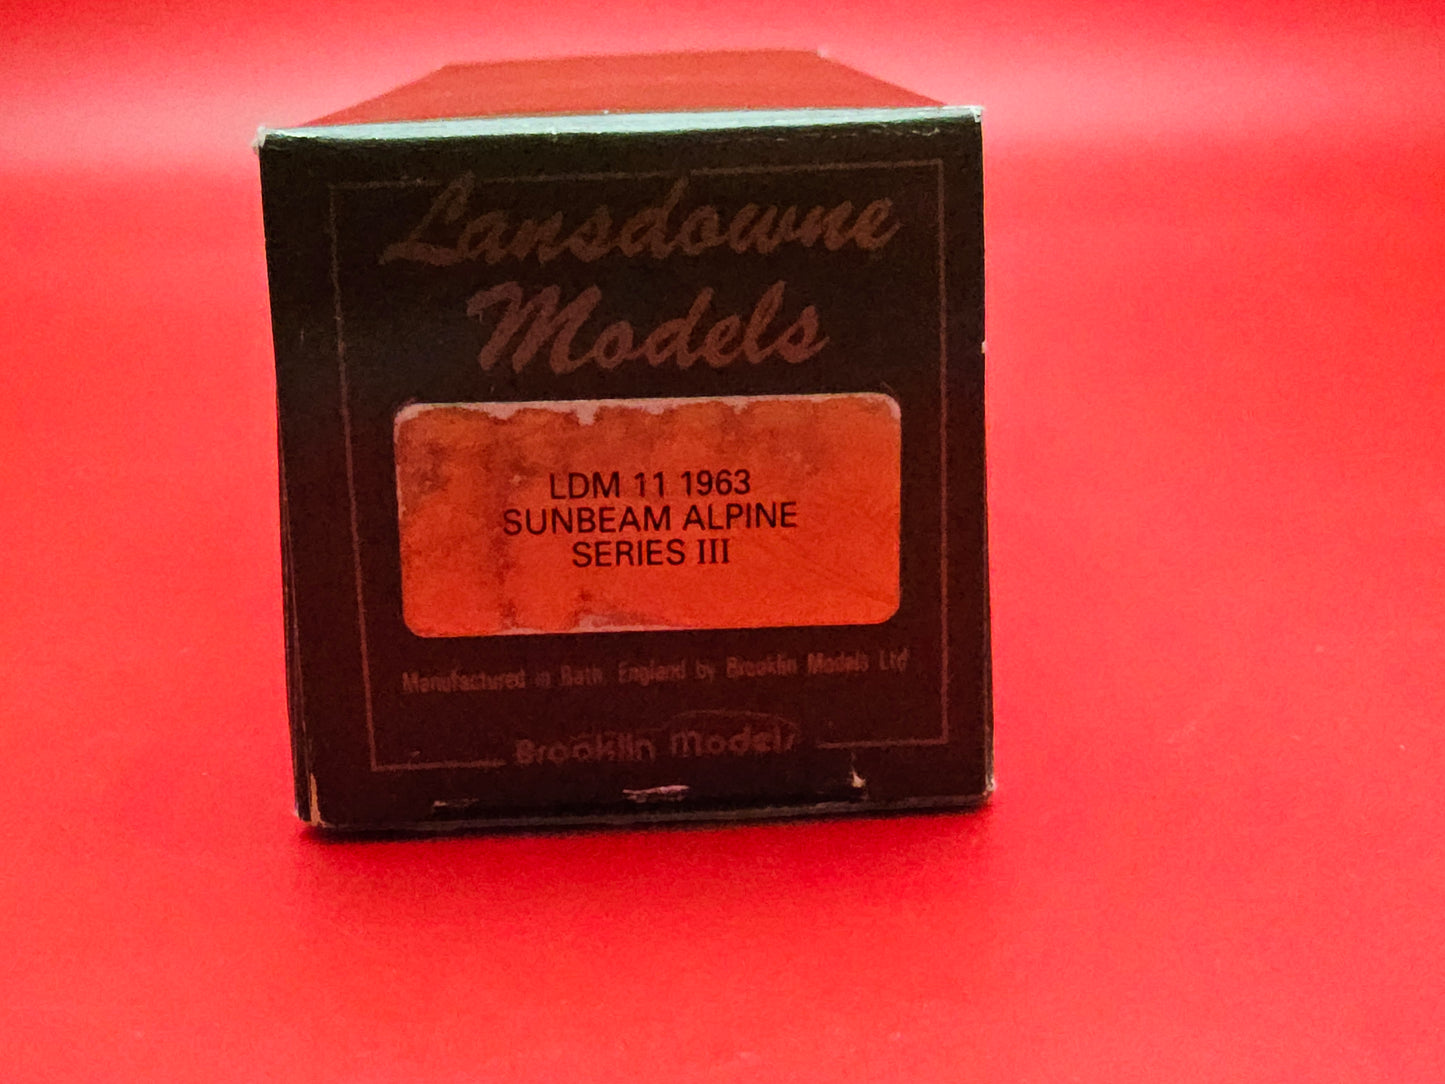 Lansdowne
Models
LDM 11 1963
SUNBEAM ALPINE
SERIES III
Manufactured in Bath, England by Brooklin Models Ltd
Brooklin Models